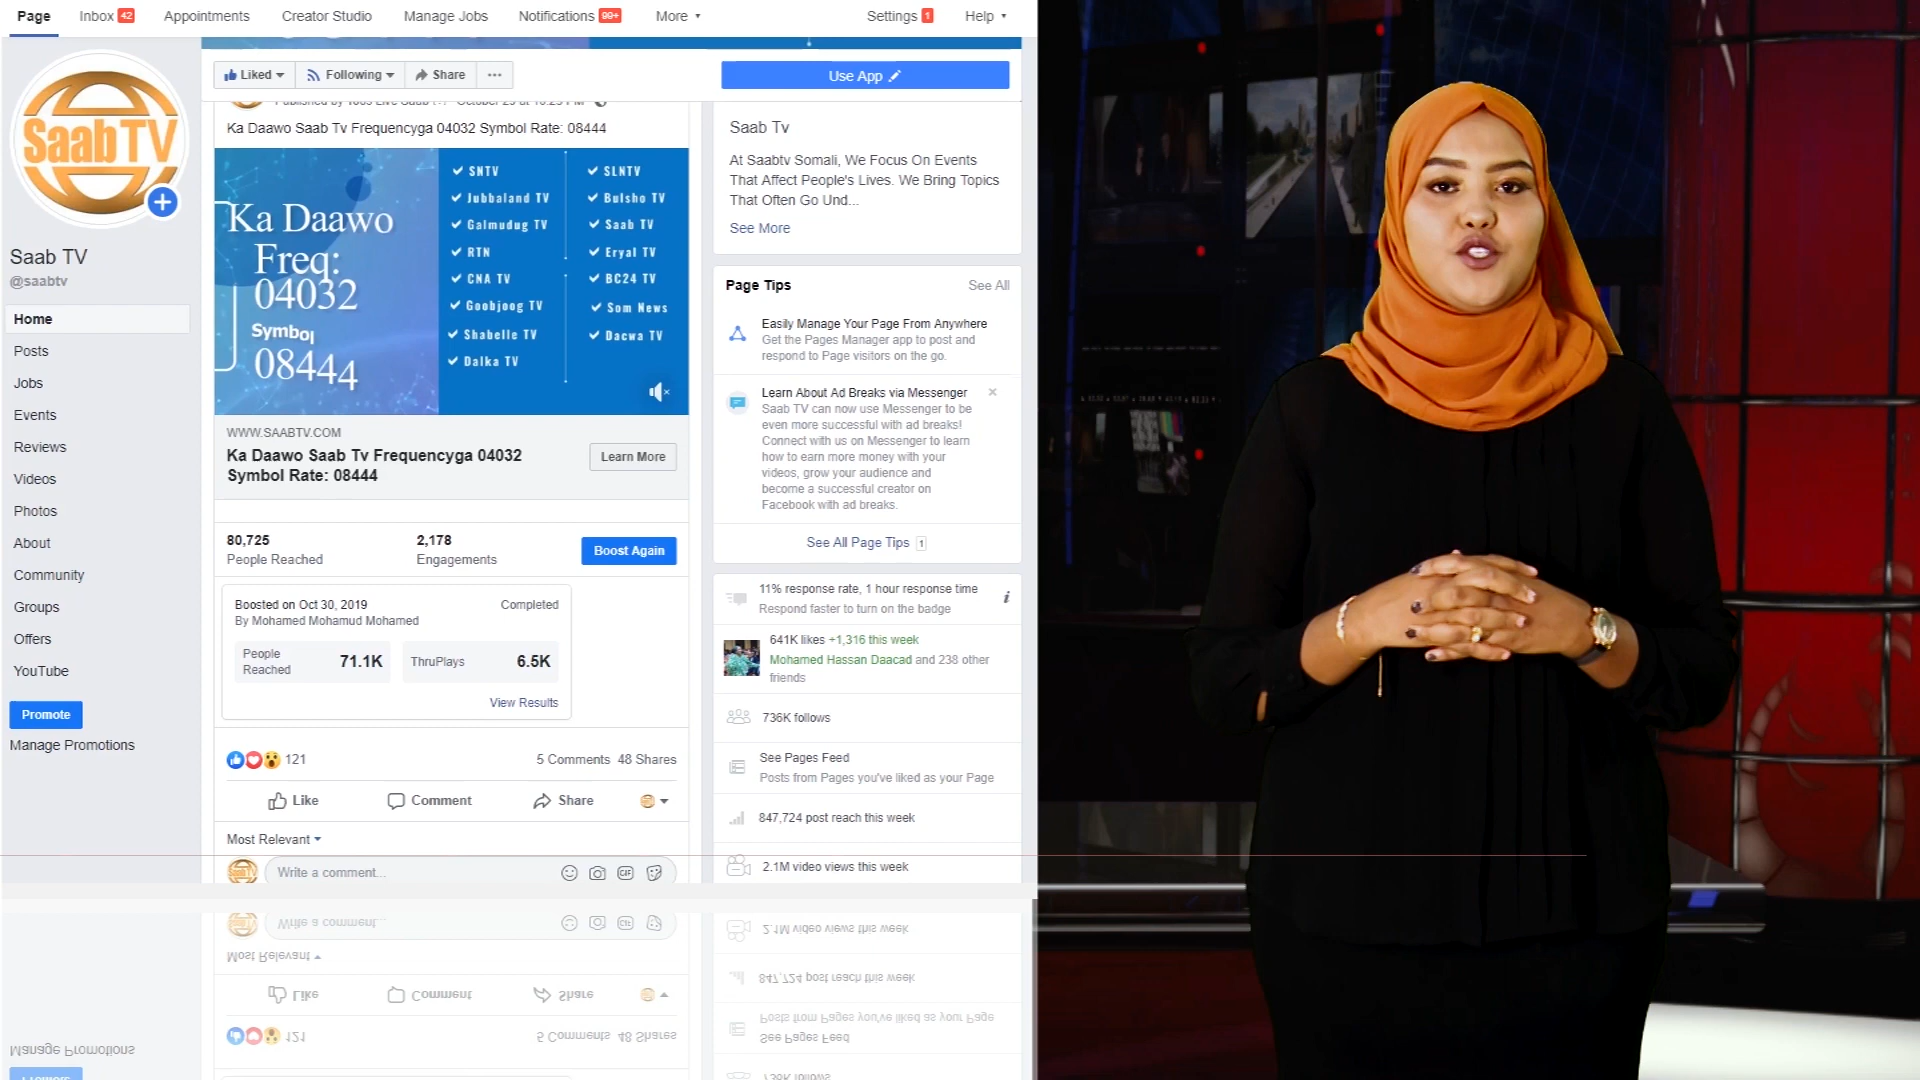 Page
Inbox 42
Appointments
Creator Studio
Manage Jobs
Notifications 99+
More
Settings 1
Help
SaabTV
Saab TV
@saabtv
Home
Posts
Jobs
Events
Reviews
Videos
Photos
About
Community
Groups
Offers
YouTube
Promote
Manage Promotions
Liked
Following
Share
Use App
Ka Daawo Saab Tv Frequencyga 04032 Symbol Rate: 08444
Ka Daawo
Freq:
04032
Symbol
08444
SNTV
Jubbaland TV
Galmudug TV
RTN
CNA TV
Goobjoog TV
Shabelle TV
Dalka TV
SLNTV
Bulsho TV
Saab TV
Eryal TV
BC24 TV
Som News
Dacwa TV
WWW.SAABTV.COM
Ka Daawo Saab Tv Frequencyga 04032
Symbol Rate: 08444
Learn More
80,725
People Reached
2,178
Engagements
Boost Again
Boosted on Oct 30, 2019
Completed
By Mohamed Mohamud Mohamed
People
Reached
71.1K
ThruPlays
6.5K
View Results
121
5 Comments 48 Shares
Like
Comment
Share
Most Relevant
Write a comment...
GIF
Saab Tv
At Saabtv Somali, We Focus On Events
That Affect People's Lives. We Bring Topics
That Often Go Und...
See More
Page Tips
See All
Easily Manage Your Page From Anywhere
Get the Pages Manager app to post and
respond to Page visitors on the go.
Learn About Ad Breaks via Messenger
Saab TV can now use Messenger to be
even more successful with ad breaks!
Connect with us on Messenger to learn
how to earn more money with your
videos, grow your audience and
become a successful creator on
Facebook with ad breaks.
See All Page Tips 1
11% response rate, 1 hour response time
Respond faster to turn on the badge
641K likes +1,316 this week
Mohamed Hassan Daacad and 238 other
friends
736K follows
See Pages Feed
Posts from Pages you've liked as your Page
847,724 post reach this week
2.1M video views this week